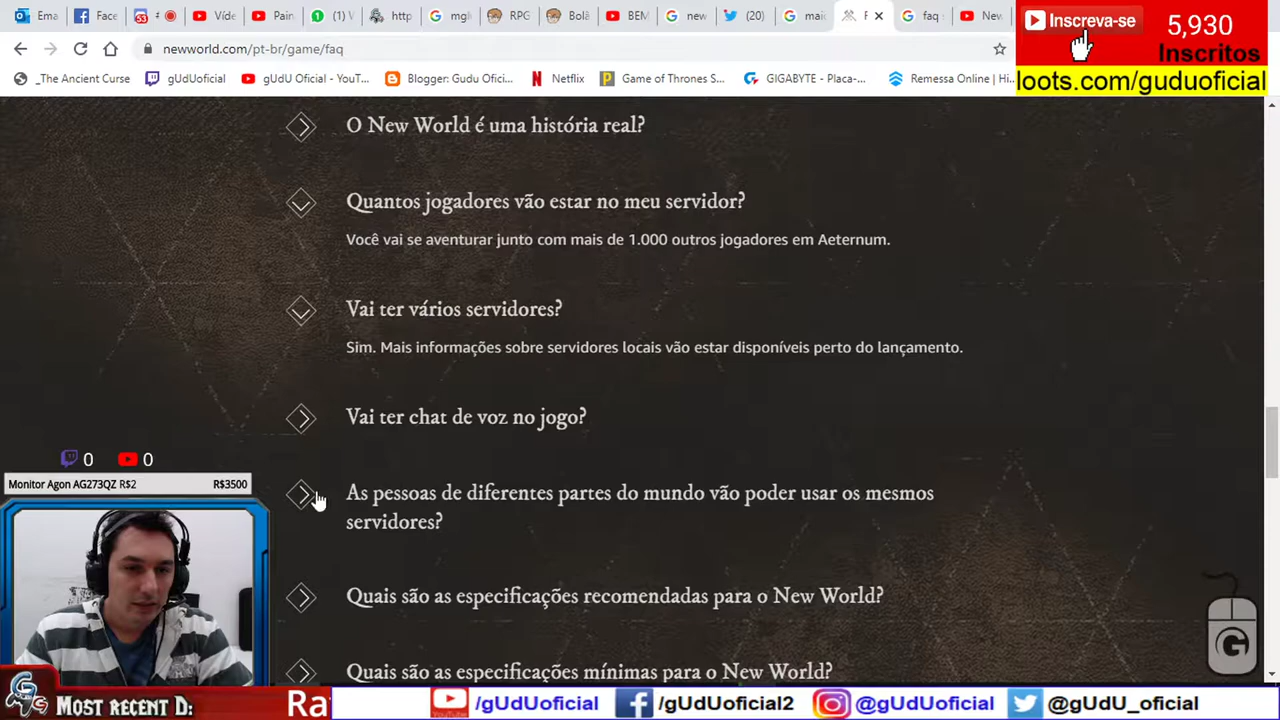 Ema
Face
Víde
Pain
(1) V
http
mgli
RPG
Bolã
BEM
new
(20)
mai
F
faq
New
newworld.com/pt-br/game/faq
Inscreva-se
5,930
Inscritos
loots.com/guduoficial
_The Ancient Curse
gUdUoficial
gUdU Oficial - YouT...
Blogger: Gudu Ofici...
Netflix
Game of Thrones S...
GIGABYTE - Placa-...
Remessa Online | Hi...
O New World é uma história real?
Quantos jogadores vão estar no meu servidor?
Você vai se aventurar junto com mais de 1.000 outros jogadores em Aeternum.
Vai ter vários servidores?
Sim. Mais informações sobre servidores locais vão estar disponíveis perto do lançamento.
Vai ter chat de voz no jogo?
0
0
Monitor Agon AG273QZ R$2
R$3500
As pessoas de diferentes partes do mundo vão poder usar os mesmos
servidores?
Quais são as especificações recomendadas para o New World?
Quais são as especificações mínimas para o New World?
G
Most recent D:
Ra
/gUdUoficial
/gUdUoficial2
@gUdUoficial
@gUdU_oficial